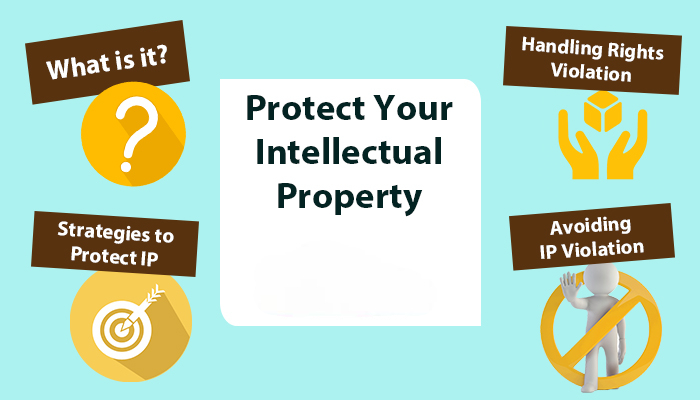 What is it?
Handling Rights
Violation
Protect Your
Intellectual
Property
Strategies to
Protect IP
Avoiding
IP Violation